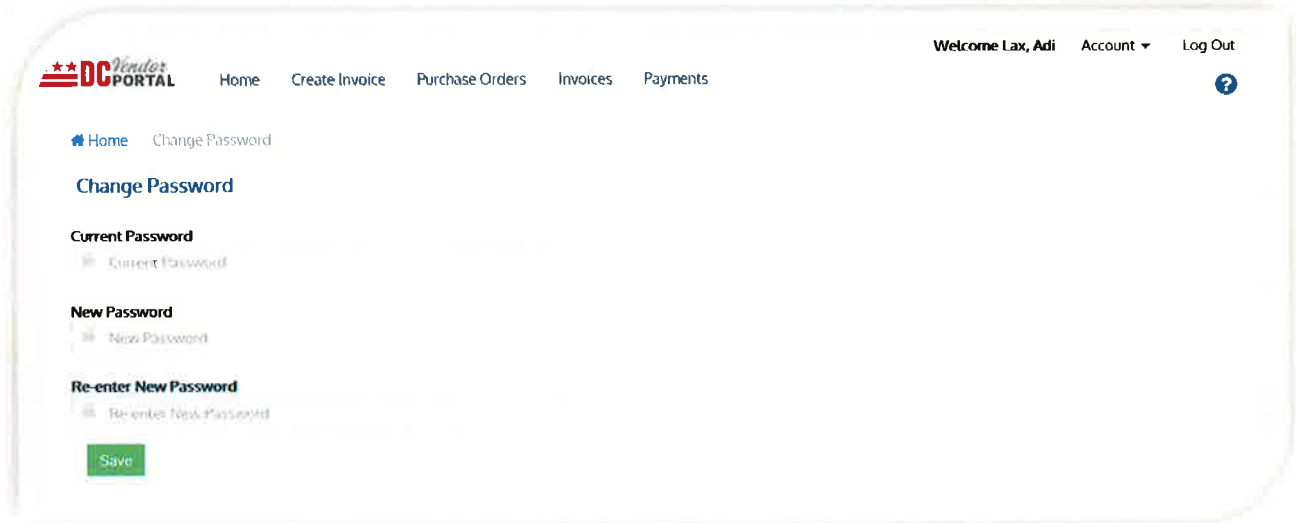 Welcome Lax, Adi Account Log Out
DC Vendor PORTAL
Home Create Invoice Purchase Orders Invoices Payments
?
Home Change Password
Change Password
Current Password
Current Password
New Password
New Password
Re-enter New Password
Re-enter New Password
Save